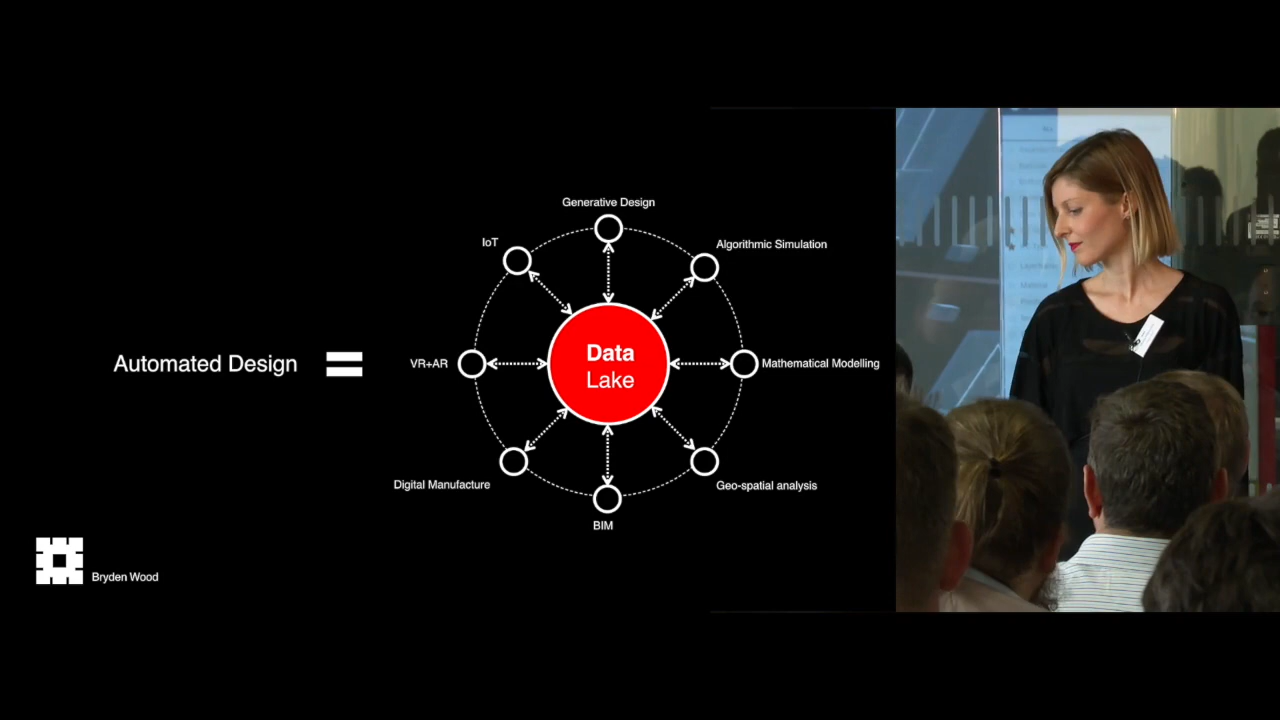 Generative Design
IoT
Algorithmic Simulation
Automated Design =
Data
Lake
VR+AR
Mathematical Modelling
Digital Manufacture
Geo-spatial analysis
BIM
Bryden Wood